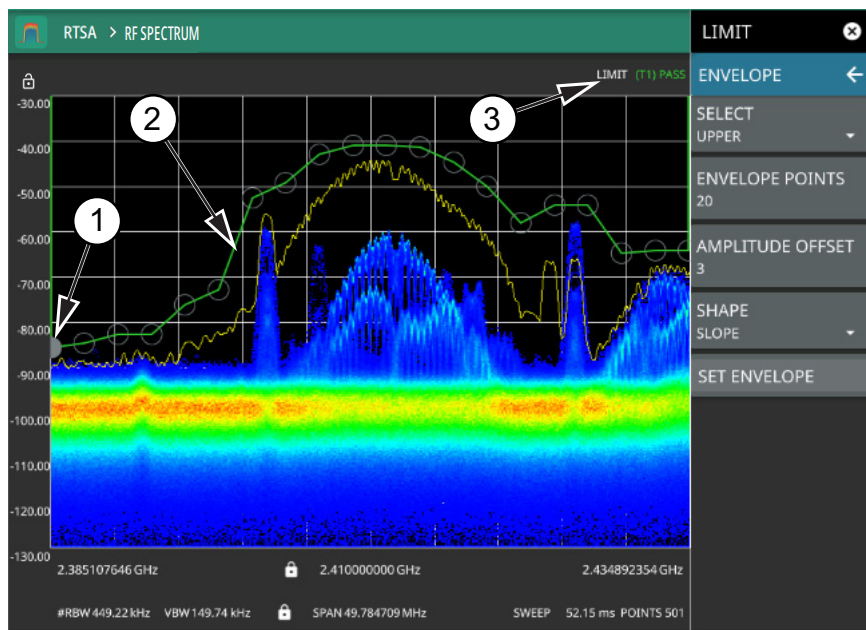 RTSA > RF SPECTRUM
LIMIT
LIMIT (T1) PASS
ENVELOPE
SELECT
UPPER
ENVELOPE POINTS
20
AMPLITUDE OFFSET
3
SHAPE
SLOPE
SET ENVELOPE
1
2
3
-30.00
-40.00
-50.00
-60.00
-70.00
-80.00
-90.00
-100.00
-110.00
-120.00
-130.00
2.385107646 GHz 2.410000000 GHz 2.434892354 GHz
#RBW 449.22 kHz VBW 149.74 kHz SPAN 49.784709 MHz SWEEP 52.15 ms POINTS 501